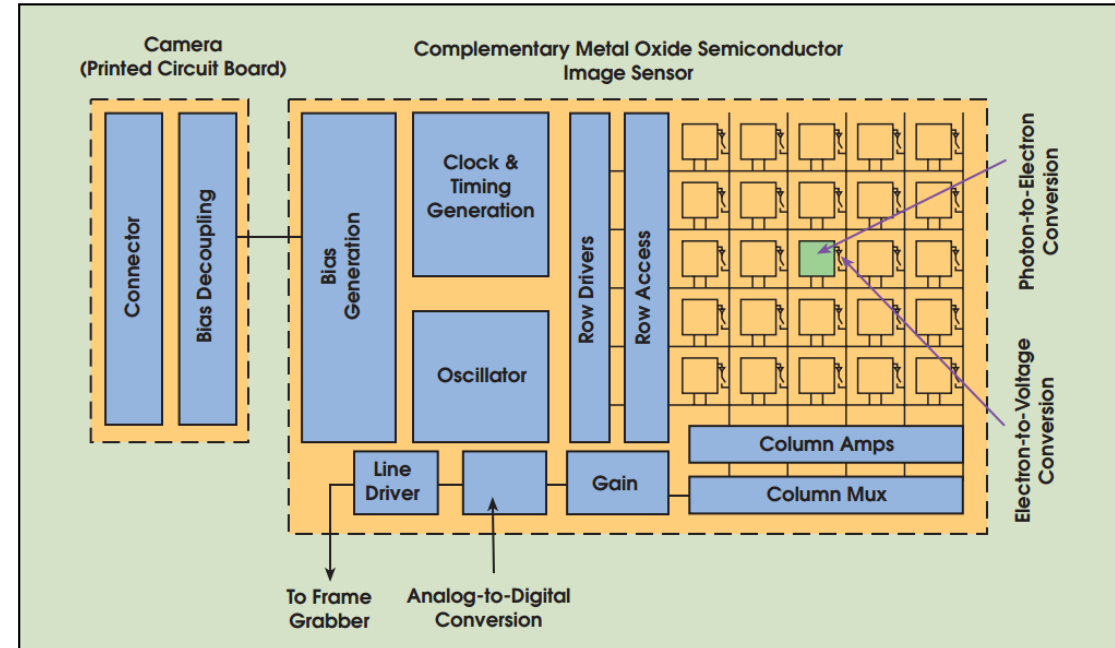 Camera
(Printed Circuit Board)
Complementary Metal Oxide Semiconductor
Image Sensor
Connector
Bias Decoupling
Bias
Generation
Clock &
Timing
Generation
Oscillator
Row Drivers
Row Access
Photon-to-Electron
Conversion
Electron-to-Voltage
Conversion
Column Amps
Column Mux
Gain
Line
Driver
To Frame
Grabber
Analog-to-Digital
Conversion